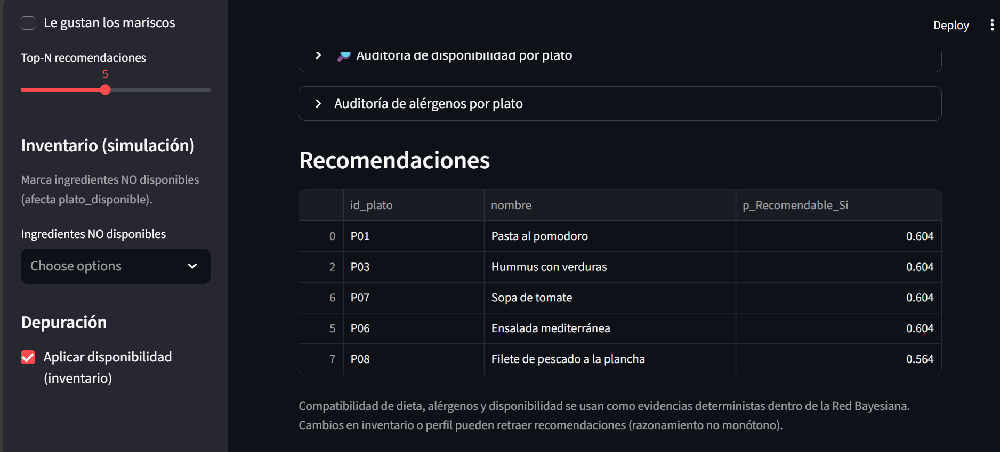 Le gustan los mariscos
Top-N recomendaciones
5
Inventario (simulación)
Marca ingredientes NO disponibles
(afecta plato_disponible).
Ingredientes NO disponibles
Choose options
Depuración
Aplicar disponibilidad
(inventario)
Deploy
Auditoría de disponibilidad por plato
Auditoría de alérgenos por plato
Recomendaciones
id_plato nombre p_Recomendable_Si
0 P01 Pasta al pomodoro 0.604
2 P03 Hummus con verduras 0.604
6 P07 Sopa de tomate 0.604
5 P06 Ensalada mediterránea 0.604
7 P08 Filete de pescado a la plancha 0.564
Compatibilidad de dieta, alérgenos y disponibilidad se usan como evidencias deterministas dentro de la Red Bayesiana.
Cambios en inventario o perfil pueden retraer recomendaciones (razonamiento no monótono).